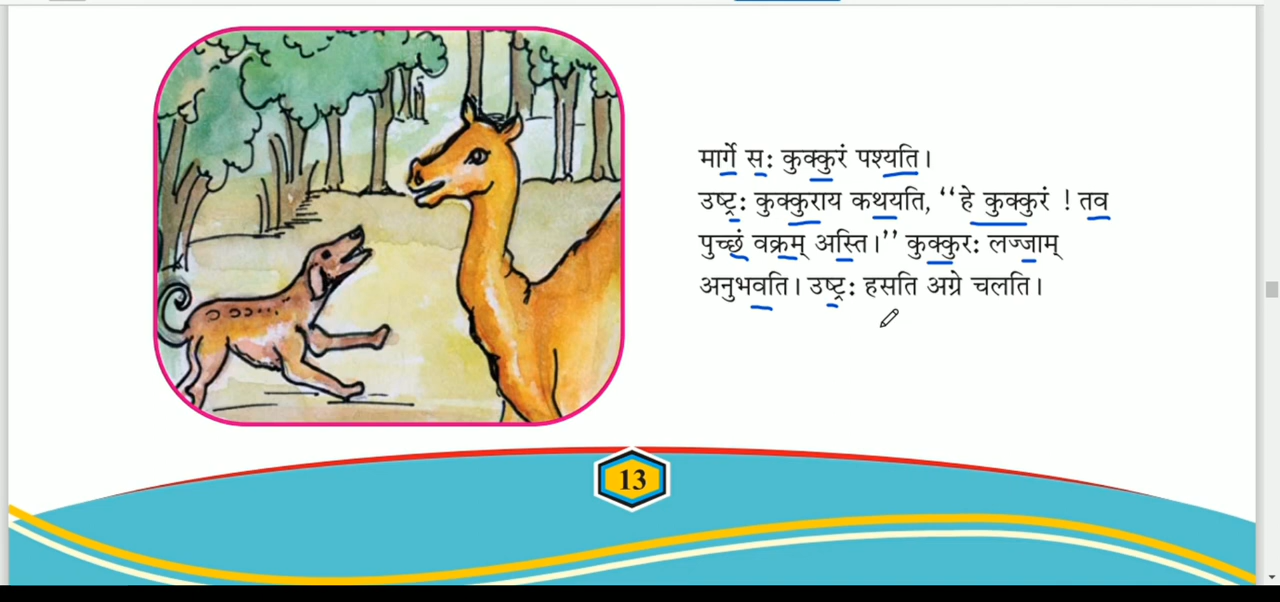 मार्गे सः कुक्कुरं पश्यति।
उष्ट्रः कुक्कुराय कथयति, ‘‘हे कुक्कुरं ! तव
पुच्छं वक्रम् अस्ति।’’ कुक्कुरः लज्जाम्
अनुभवति। उष्ट्रः हसति अग्रे चलति।
13